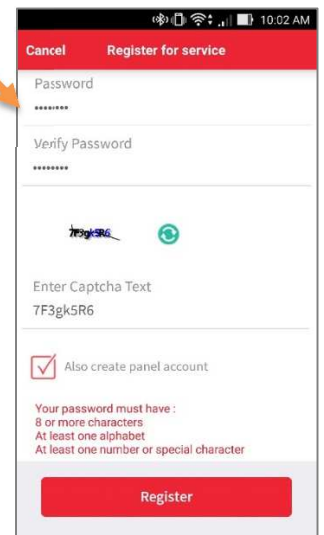 10:02 AM
Cancel Register for service
Password
••••••••
Verify Password
••••••••
7F3gk5R6
Enter Captcha Text
7F3gk5R6
Also create panel account
Your password must have :
8 or more characters
At least one alphabet
At least one number or special character
Register